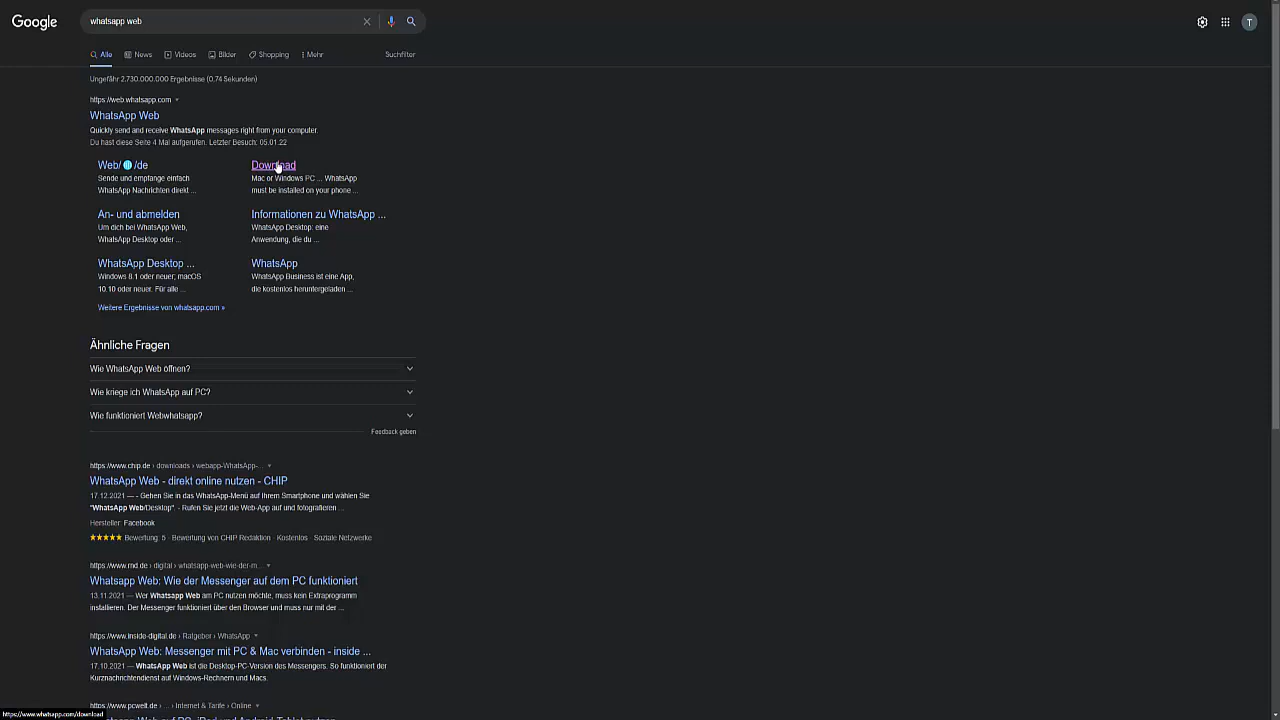 Google
whatsapp web
T
Alle
News
Videos
Bilder
Shopping
Mehr
Suchfilter
Ungefähr 2.730.000.000 Ergebnisse (0,74 Sekunden)
https://web.whatsapp.com
WhatsApp Web
Quickly send and receive WhatsApp messages right from your computer.
Du hast diese Seite 4 Mal aufgerufen. Letzter Besuch: 05.01.22
Web/🌐/de
Sende und empfange einfach
WhatsApp Nachrichten direkt ...
Download
Mac or Windows PC ... WhatsApp
must be installed on your phone ...
An- und abmelden
Um dich bei WhatsApp Web,
WhatsApp Desktop oder ...
Informationen zu WhatsApp ...
WhatsApp Desktop: eine
Anwendung, die du ...
WhatsApp Desktop ...
Windows 8.1 oder neuer; macOS
10.10 oder neuer. Für alle ...
WhatsApp
WhatsApp Business ist eine App,
die kostenlos heruntergeladen ...
Weitere Ergebnisse von whatsapp.com »
Ähnliche Fragen
Wie WhatsApp Web öffnen?
Wie kriege ich WhatsApp auf PC?
Wie funktioniert Webwhatsapp?
Feedback geben
https://www.chip.de › downloads › webapp-WhatsApp-...
WhatsApp Web - direkt online nutzen - CHIP
17.12.2021 — - Gehen Sie in das WhatsApp-Menü auf Ihrem Smartphone und wählen Sie
"WhatsApp Web/Desktop". - Rufen Sie jetzt die Web-App auf und fotografieren ...
Hersteller: Facebook
★★★★★ Bewertung: 5 · Bewertung von CHIP Redaktion · Kostenlos · Soziale Netzwerke
https://www.rnd.de › digital › whatsapp-web-wie-der-m...
Whatsapp Web: Wie der Messenger auf dem PC funktioniert
13.11.2021 — Wer Whatsapp Web am PC nutzen möchte, muss kein Extraprogramm
installieren. Der Messenger funktioniert über den Browser und muss nur mit der ...
https://www.inside-digital.de › Ratgeber › WhatsApp
WhatsApp Web: Messenger mit PC & Mac verbinden - inside ...
17.10.2021 — WhatsApp Web ist die Desktop-PC-Version des Messengers. So funktioniert der
Kurznachrichtendienst auf Windows-Rechnern und Macs.
https://www.pcwelt.de › ... › Internet & Tarife › Online
Whatsapp Web auf PC, iPad und Android-Tablet nutzen
https://www.whatsapp.com/download